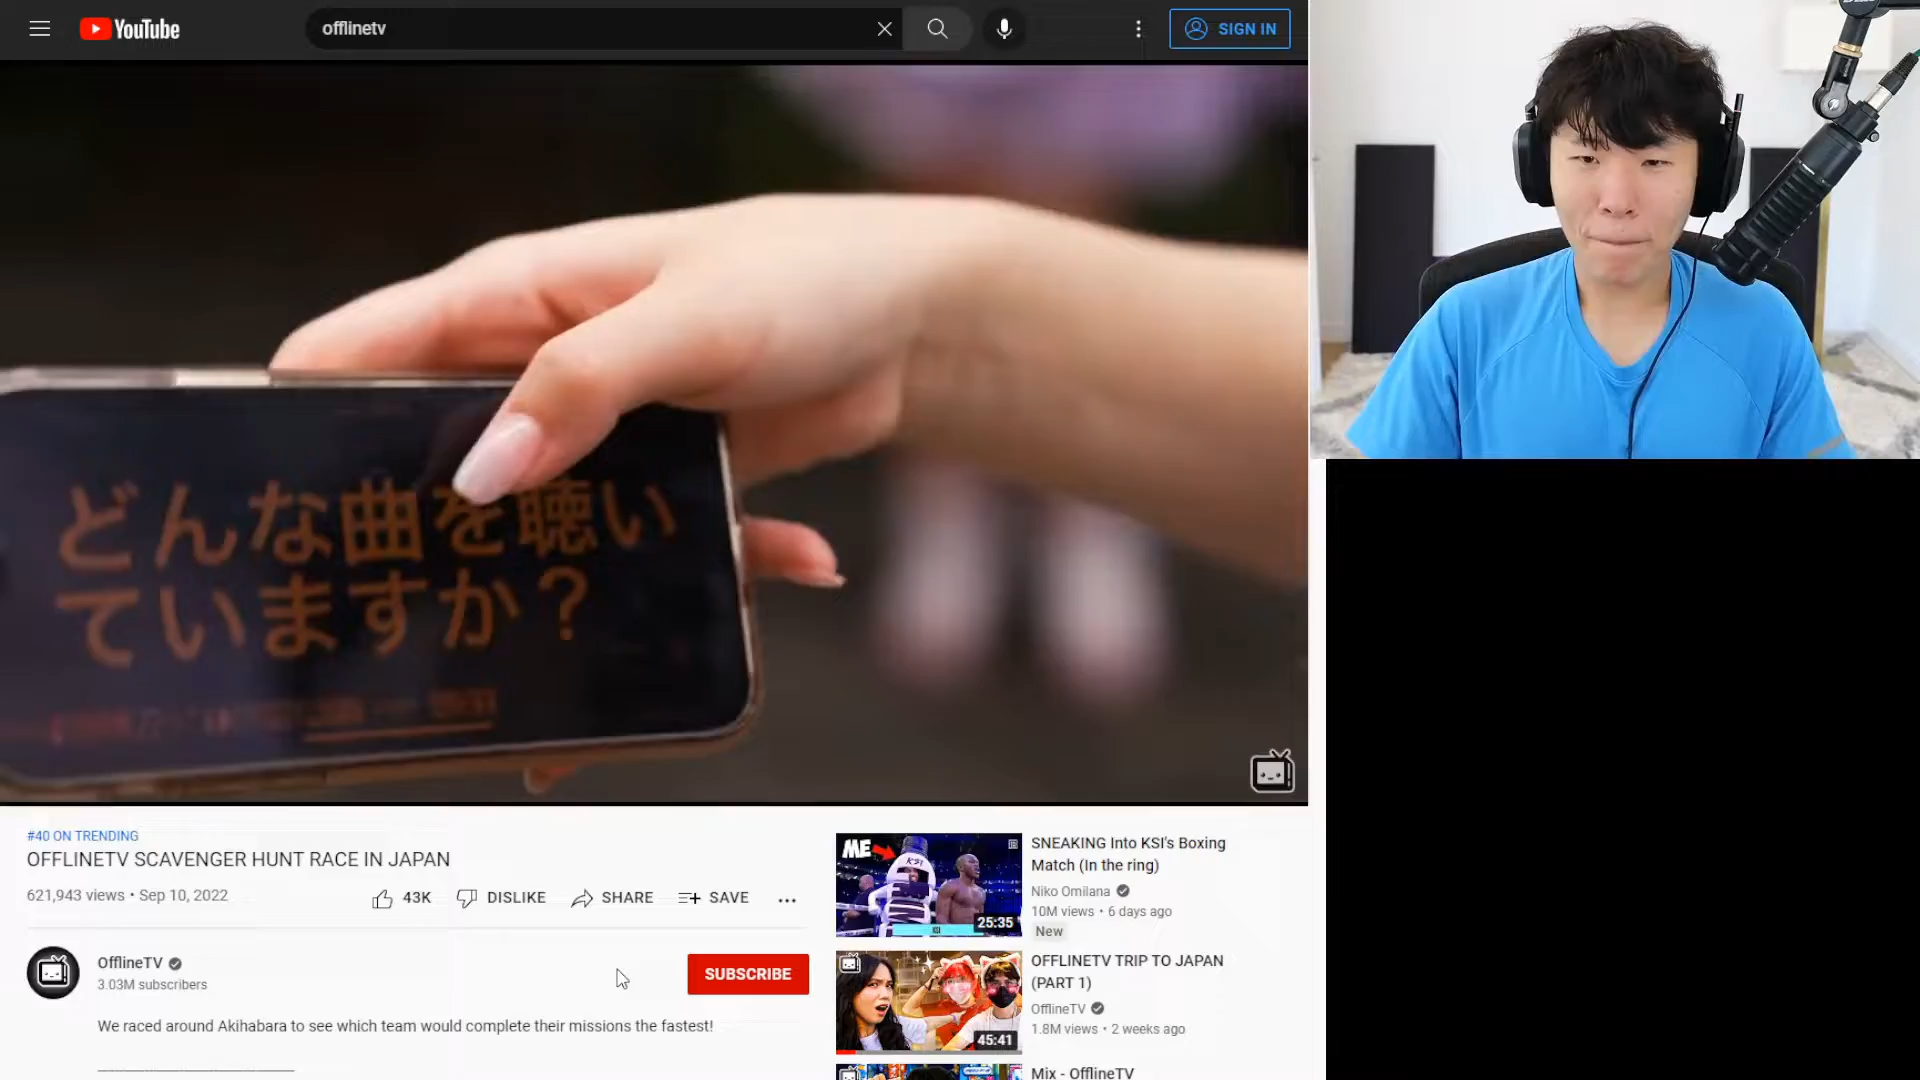 YouTube
offlinetv
SIGN IN
どんな曲を聴い
ていますか？
#40 ON TRENDING
OFFLINETV SCAVENGER HUNT RACE IN JAPAN
621,943 views • Sep 10, 2022
43K
DISLIKE
SHARE
SAVE
OfflineTV
3.03M subscribers
SUBSCRIBE
We raced around Akihabara to see which team would complete their missions the fastest!
ME
KSI
KSI
25:35
SNEAKING Into KSI's Boxing
Match (In the ring)
Niko Omilana
10M views • 6 days ago
New
45:41
OFFLINETV TRIP TO JAPAN
(PART 1)
OfflineTV
1.8M views • 2 weeks ago
Mix - OfflineTV